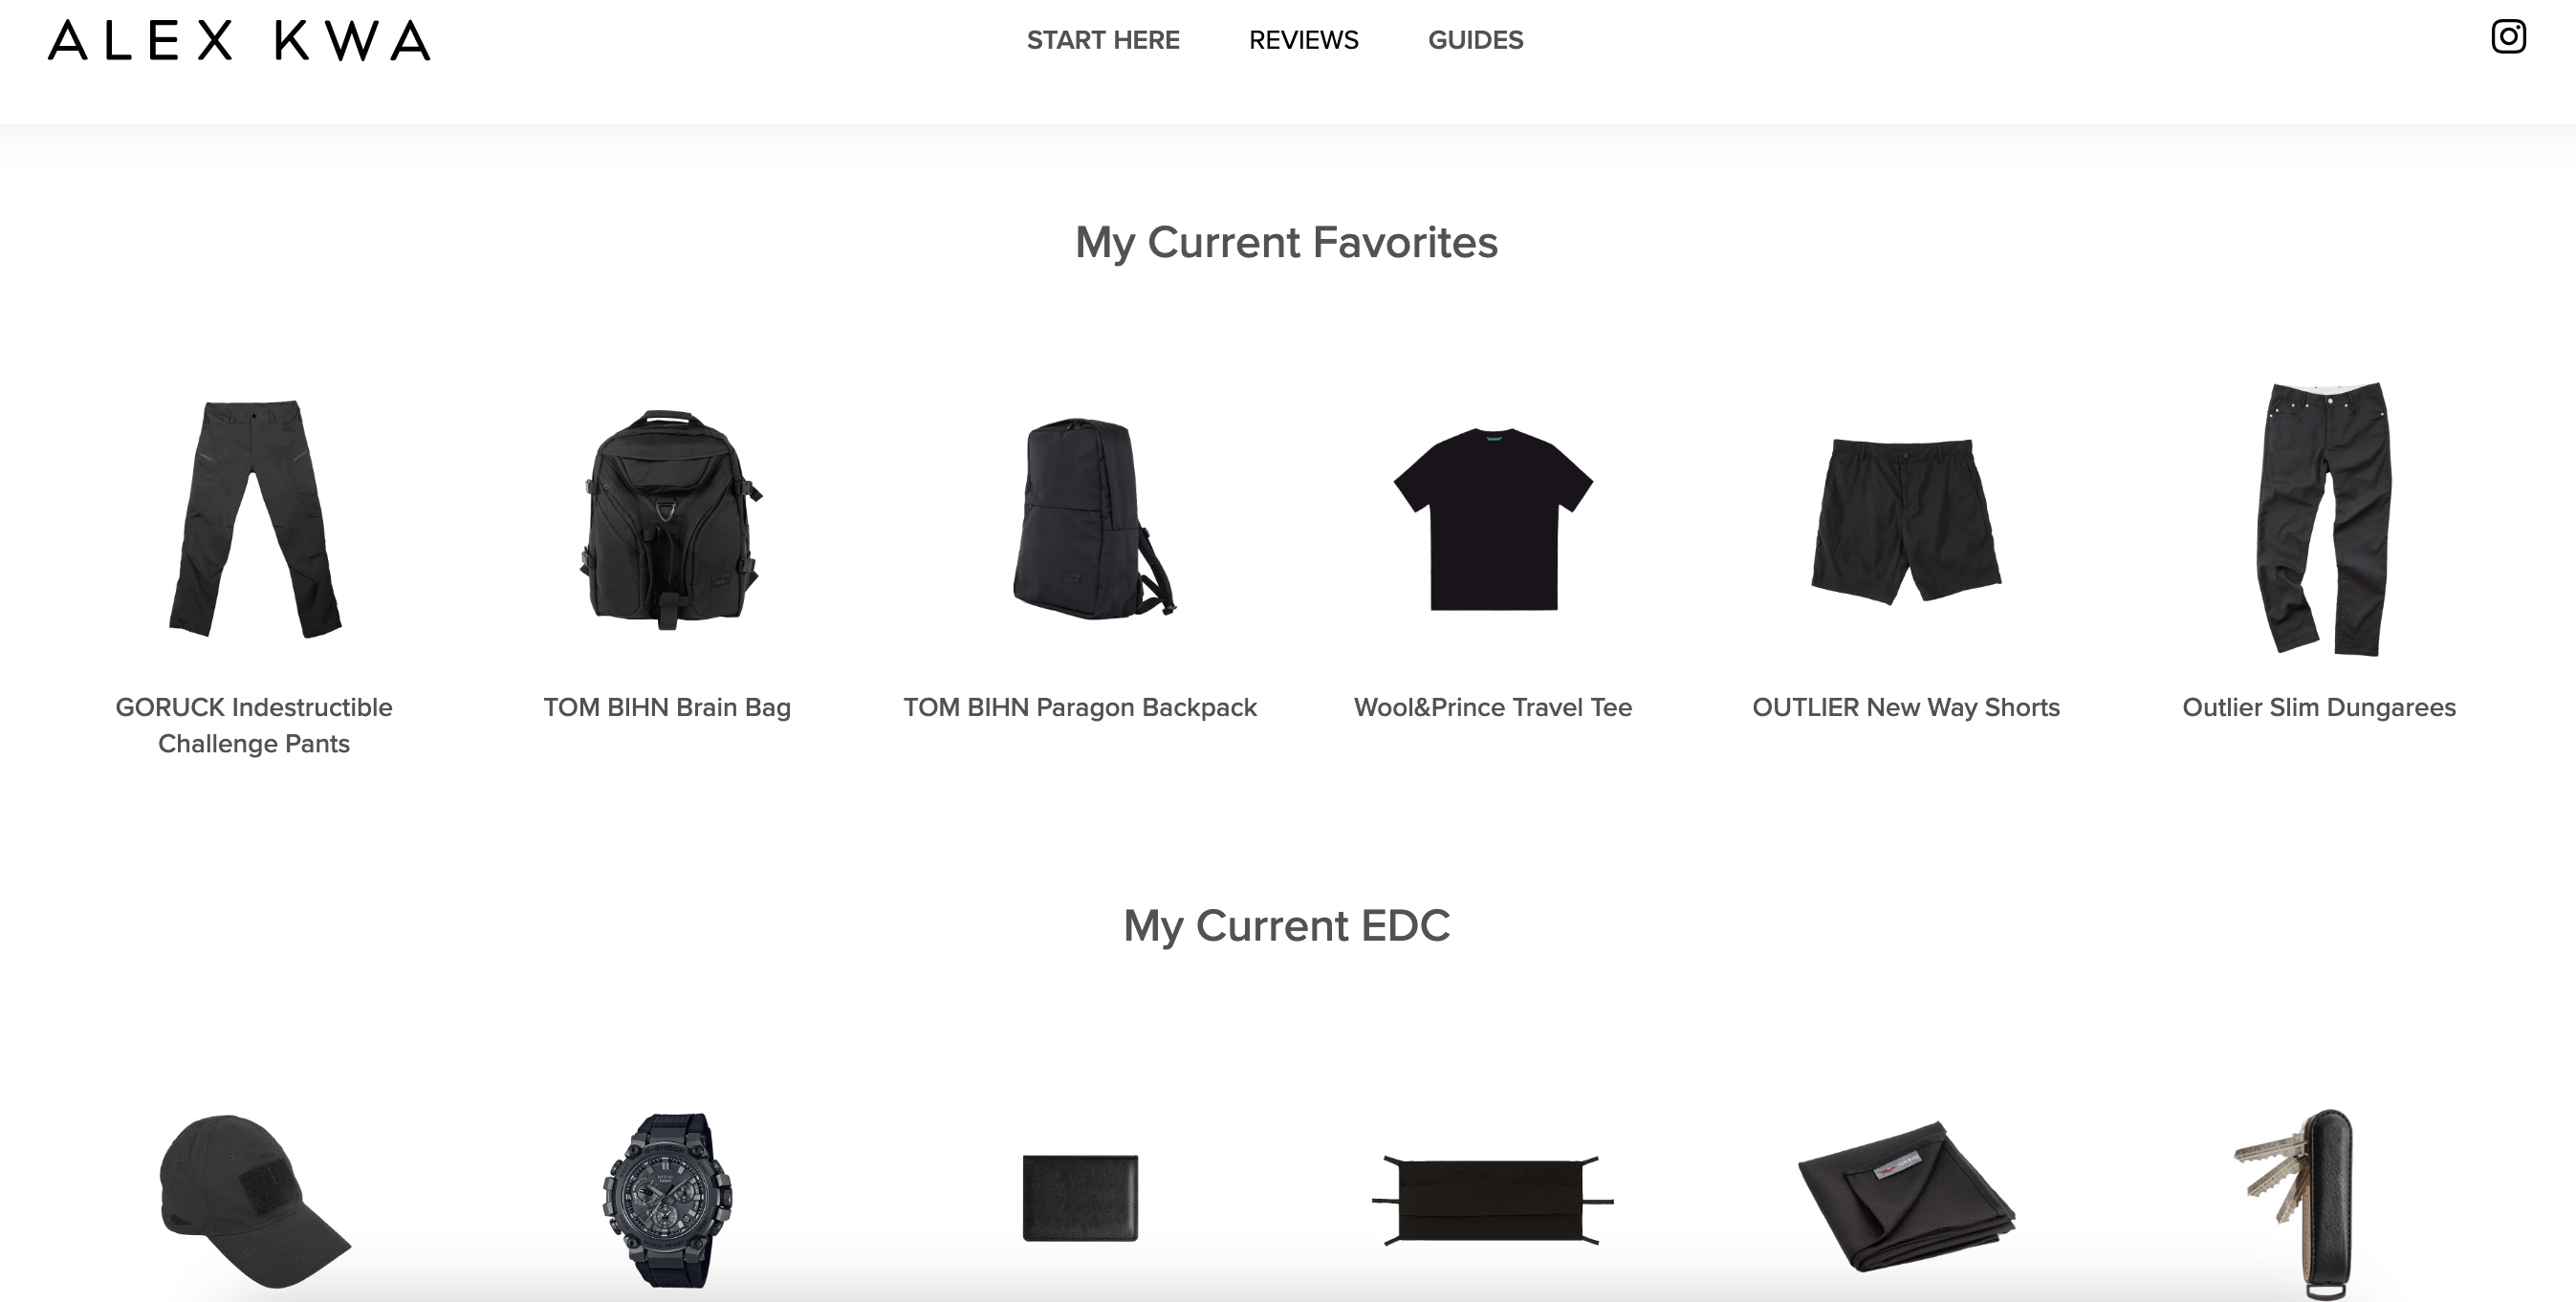 ALEX KWA
START HERE
REVIEWS
GUIDES
My Current Favorites
GORUCK Indestructible
Challenge Pants
TOM BIHN Brain Bag
TOM BIHN Paragon Backpack
Wool&Prince Travel Tee
OUTLIER New Way Shorts
Outlier Slim Dungarees
My Current EDC